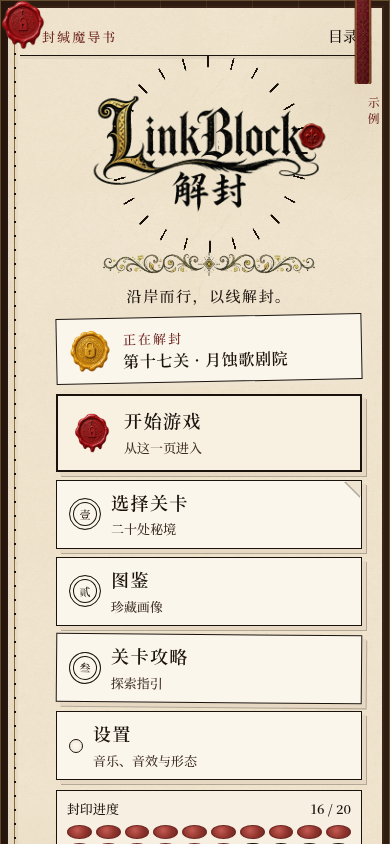 封缄魔导书
目录
示例
LinkBlock
解封
沿岸而行，以线解封。
正在解封
第十七关 · 月蚀歌剧院
开始游戏
从这一页进入
壹
选择关卡
二十处秘境
贰
图鉴
珍藏画像
叁
关卡攻略
探索指引
设置
音乐、音效与形态
封印进度
16 / 20